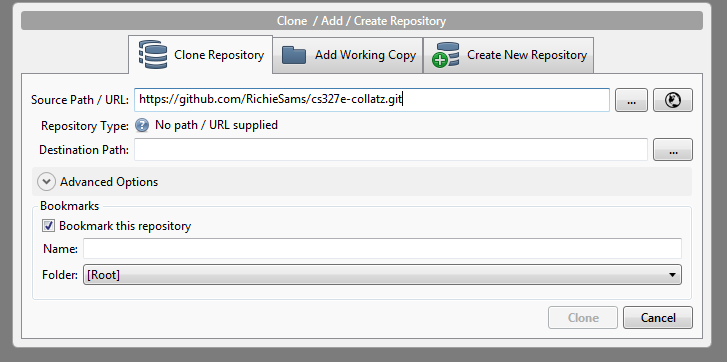 Clone / Add / Create Repository
Clone Repository
Add Working Copy
Create New Repository
Source Path / URL: https://github.com/RichieSams/cs327e-collatz.git ...
Repository Type: ? No path / URL supplied
Destination Path: ...
Advanced Options
Bookmarks
Bookmark this repository
Name:
Folder: [Root]
Clone Cancel